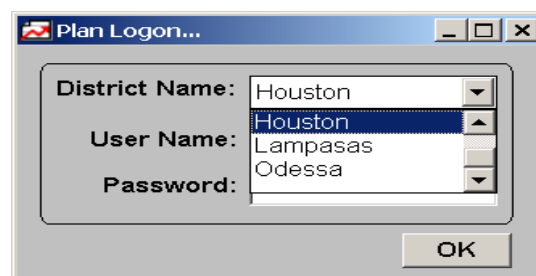 Plan Logon...
District Name: Houston
Houston
User Name:
Lampasas
Odessa
Password:
OK